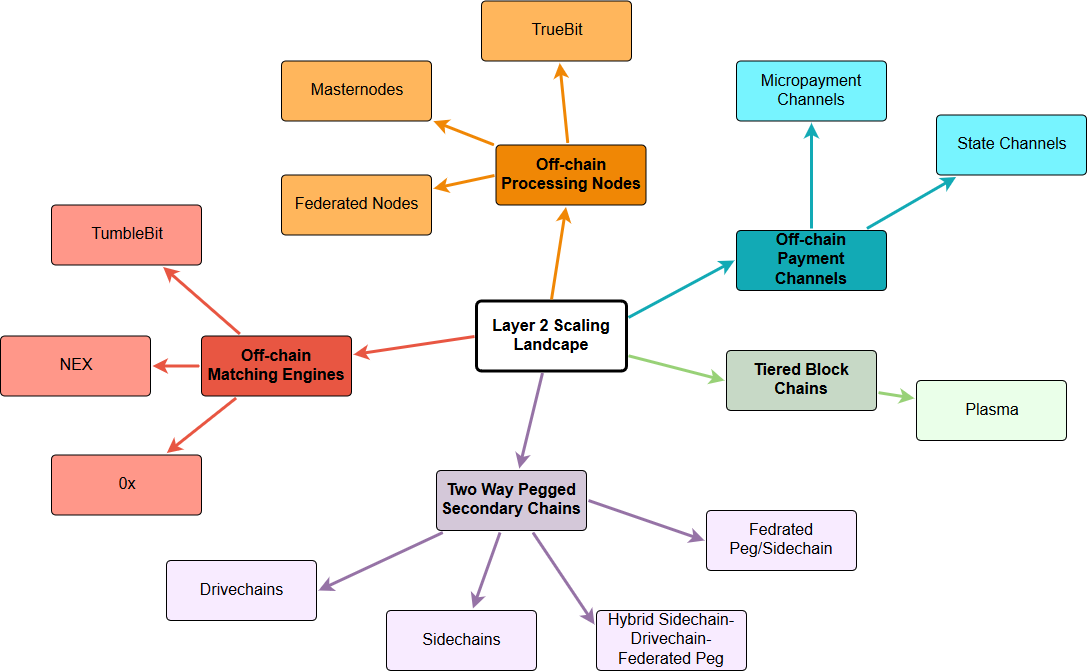 TrueBit
Masternodes
Micropayment
Channels
State Channels
Off-chain
Processing Nodes
Federated Nodes
TumbleBit
Off-chain
Payment
Channels
Layer 2 Scaling
Landcape
Off-chain
Matching Engines
NEX
Tiered Block
Chains
Plasma
0x
Two Way Pegged
Secondary Chains
Fedrated
Peg/Sidechain
Drivechains
Sidechains
Hybrid Sidechain-
Drivechain-
Federated Peg